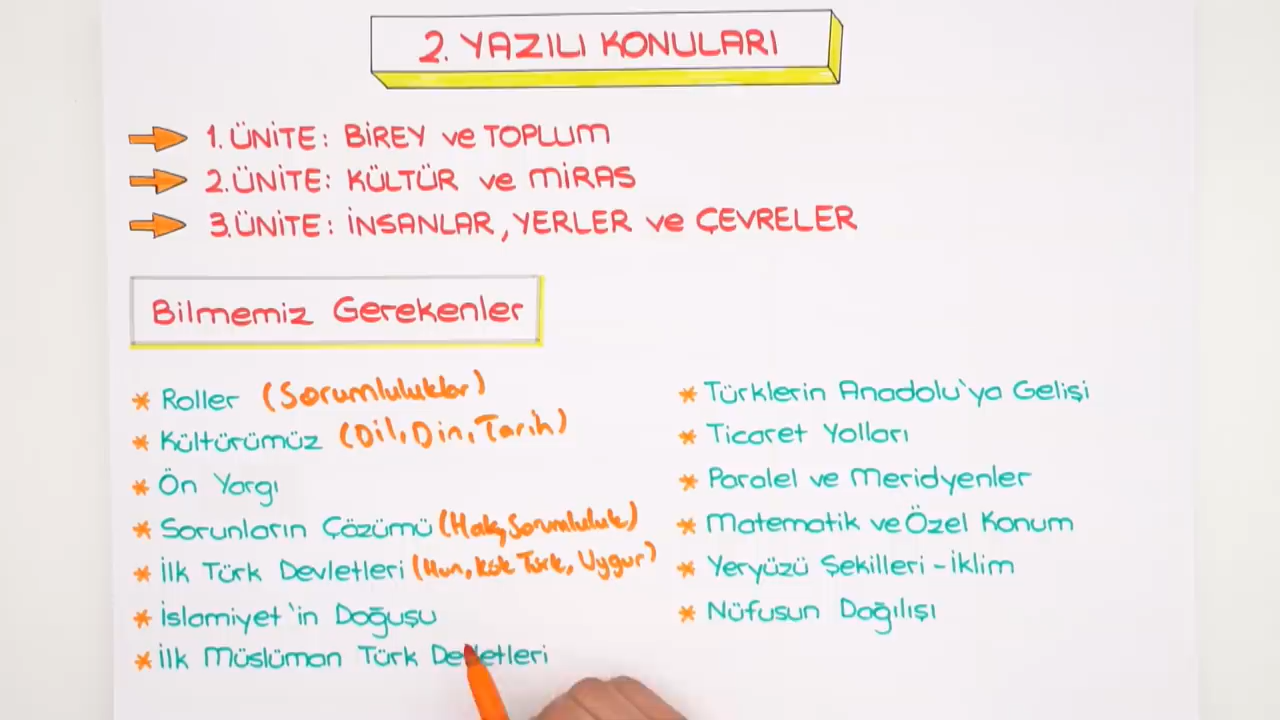 2. YAZILI KONULARI
1. ÜNİTE: BİREY ve TOPLUM
2. ÜNİTE: KÜLTÜR ve MİRAS
3. ÜNİTE: İNSANLAR, YERLER ve ÇEVRELER
Bilmemiz Gerekenler
* Roller (Sorumluluklar)
* Kültürümüz (Dil, Din, Tarih)
* Ön Yargı
* Sorunların Çözümü (Hak, Sorumluluk)
* İlk Türk Devletleri (Hun, Kök Türk, Uygur)
* İslamiyet'in Doğuşu
* İlk Müslüman Türk Devletleri
* Türklerin Anadolu'ya Gelişi
* Ticaret Yolları
* Paralel ve Meridyenler
* Matematik ve Özel Konum
* Yeryüzü Şekilleri - İklim
* Nüfusun Dağılışı